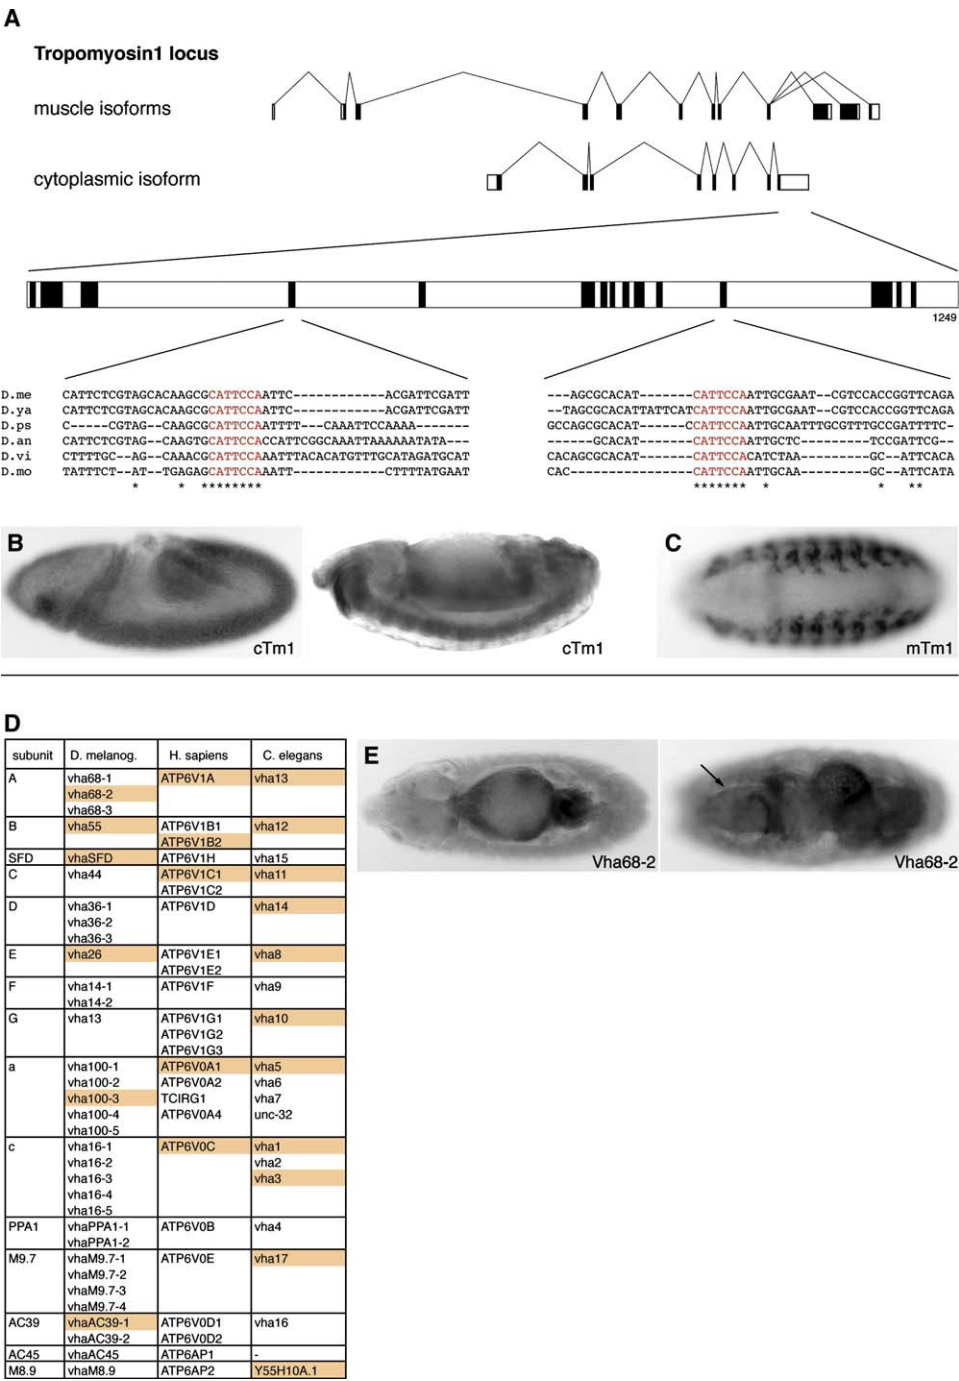 A
Tropomyosin1 locus
muscle isoforms
cytoplasmic isoform
1249
D.me CATTCTCGTAGCACAAGCGCATTCCAATTC------------ACGATTCGATT ---AGCGCACAT-------CATTCCAATTGCGAAT--CGTCCACCGGTTCAGA
D.ya CATTCTCGTAGCACAAGCGCATTCCAATTC------------ACGATTCGATT --TAGCGCACATTATTCATCATTCCAATTGCGAAT--CGTCCACCGGTTCAGA
D.ps C-----CGTAG--CAAGCGCATTCCAATTTT---CAAATTCCAAAA------- GCCAGCGCACAT------CCATTCCAATTGCAATTTGCGTTTGCCGATTTTC-
D.an CATTCTCGTAG--CAAGTGCATTCCACCATTCGGCAAATTAAAAAATATA--- ------GCACAT-------CATTCCAATTGCTC-------TCCGATTCG--
D.vi CTTTTGC--AG--CAAACGCATTCCAAATTTACACATGTTTGCATAGATGCAT CACAGCGCACAT-------CATTCCACATCTAA-------GC--ATTCACA
D.mo TATTTCT--AT--TGAGAGCATTCCAAATT-----------CTTTTATGAAT CAC----------------CATTCCAATTGCAA-------GC--ATTCATA
* * ******** ******* * * **
B
cTm1
cTm1
C
mTm1
D
subunit D. melanog. H. sapiens C. elegans
A vha68-1 ATP6V1A vha13
vha68-2
vha68-3
B vha55 ATP6V1B1 vha12
ATP6V1B2
SFD vhaSFD ATP6V1H vha15
C vha44 ATP6V1C1 vha11
ATP6V1C2
D vha36-1 ATP6V1D vha14
vha36-2
vha36-3
E vha26 ATP6V1E1 vha8
ATP6V1E2
F vha14-1 ATP6V1F vha9
vha14-2
G vha13 ATP6V1G1 vha10
ATP6V1G2
ATP6V1G3
a vha100-1 ATP6V0A1 vha5
vha100-2 ATP6V0A2 vha6
vha100-3 TCIRG1 vha7
vha100-4 ATP6V0A4 unc-32
vha100-5
c vha16-1 ATP6V0C vha1
vha16-2 vha2
vha16-3 vha3
vha16-4
vha16-5
PPA1 vhaPPA1-1 ATP6V0B vha4
vhaPPA1-2
M9.7 vhaM9.7-1 ATP6V0E vha17
vhaM9.7-2
vhaM9.7-3
vhaM9.7-4
AC39 vhaAC39-1 ATP6V0D1 vha16
vhaAC39-2 ATP6V0D2
AC45 vhaAC45 ATP6AP1 -
M8.9 vhaM8.9 ATP6AP2 Y55H10A.1
E
Vha68-2
Vha68-2